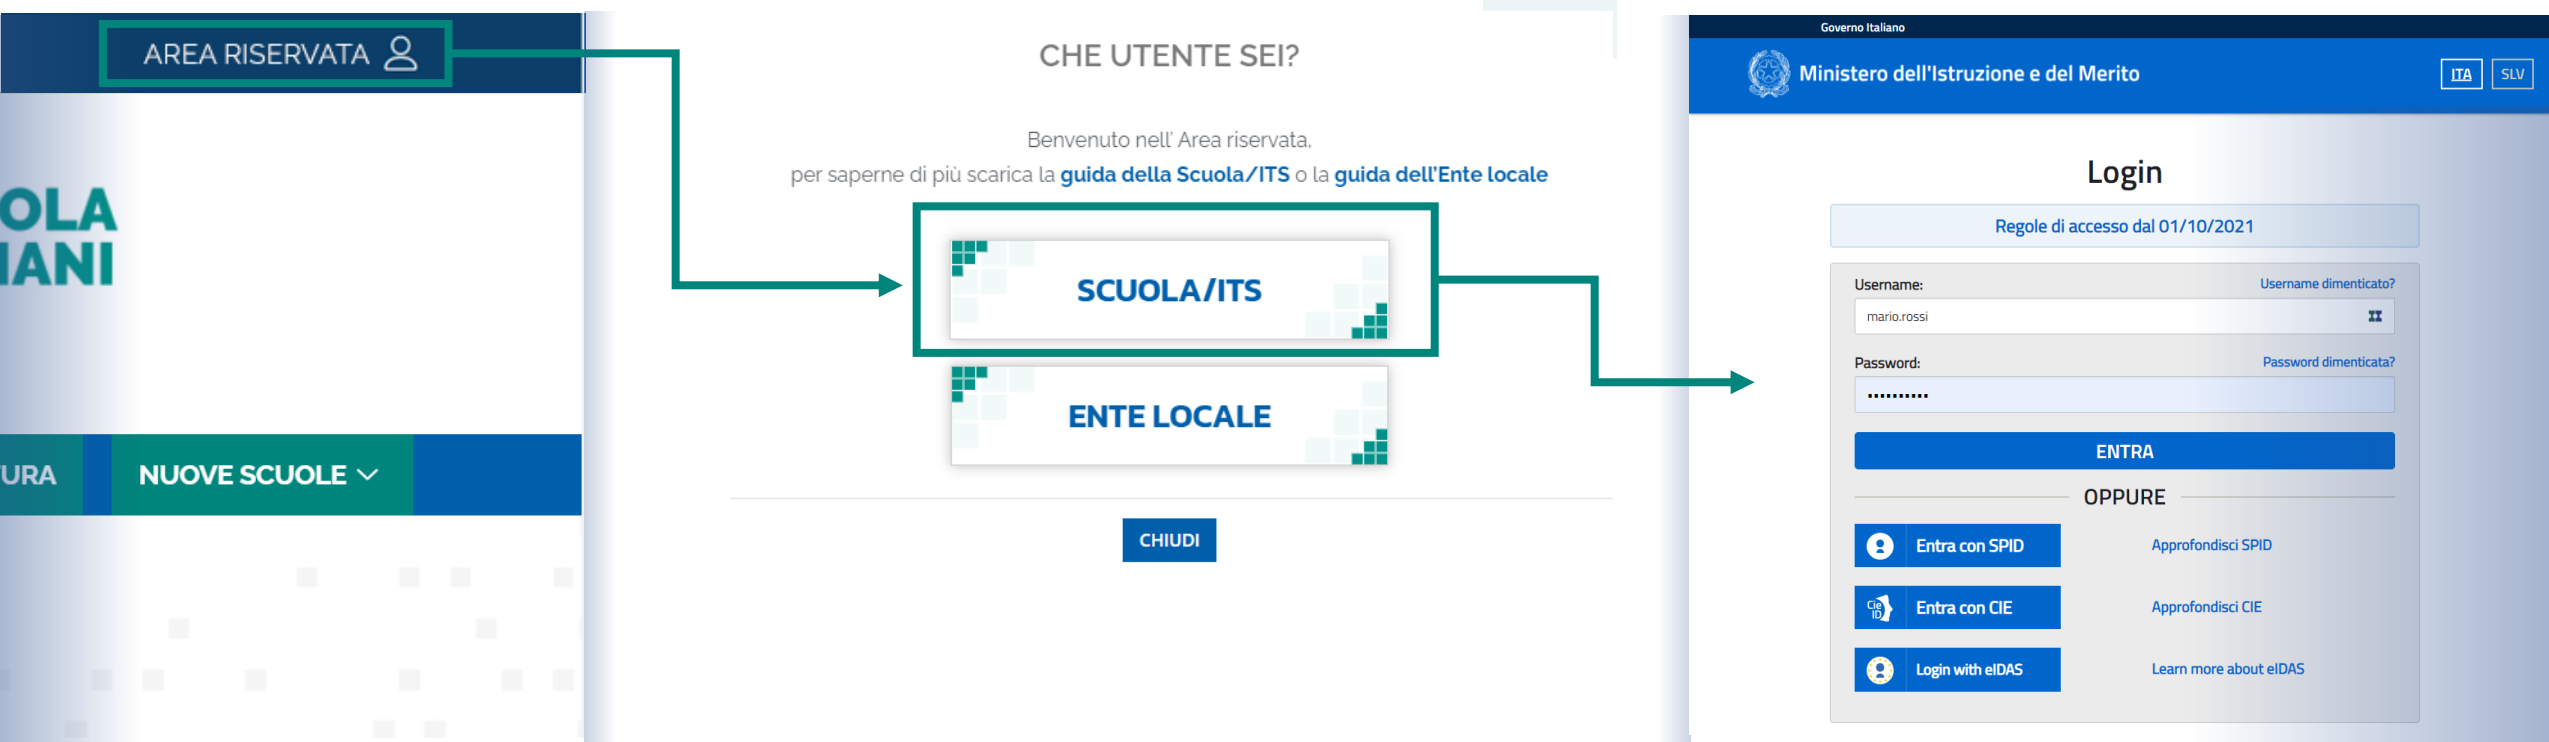 AREA RISERVATA
OLA
IANI
URA
NUOVE SCUOLE
CHE UTENTE SEI?
Benvenuto nell' Area riservata,
per saperne di più scarica la guida della Scuola/ITS o la guida dell'Ente locale
SCUOLA/ITS
ENTE LOCALE
CHIUDI
Governo Italiano
Ministero dell'Istruzione e del Merito
ITA SLV
Login
Regole di accesso dal 01/10/2021
Username: Username dimenticato?
mario.rossi
Password: Password dimenticata?
••••••••••
ENTRA
OPPURE
Entra con SPID Approfondisci SPID
Cie ID Entra con CIE Approfondisci CIE
Login with eIDAS Learn more about eIDAS